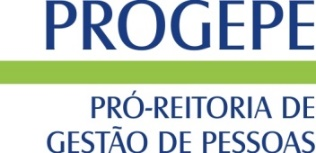 PROGEPE
PRÓ-REITORIA DE
GESTÃO DE PESSOAS